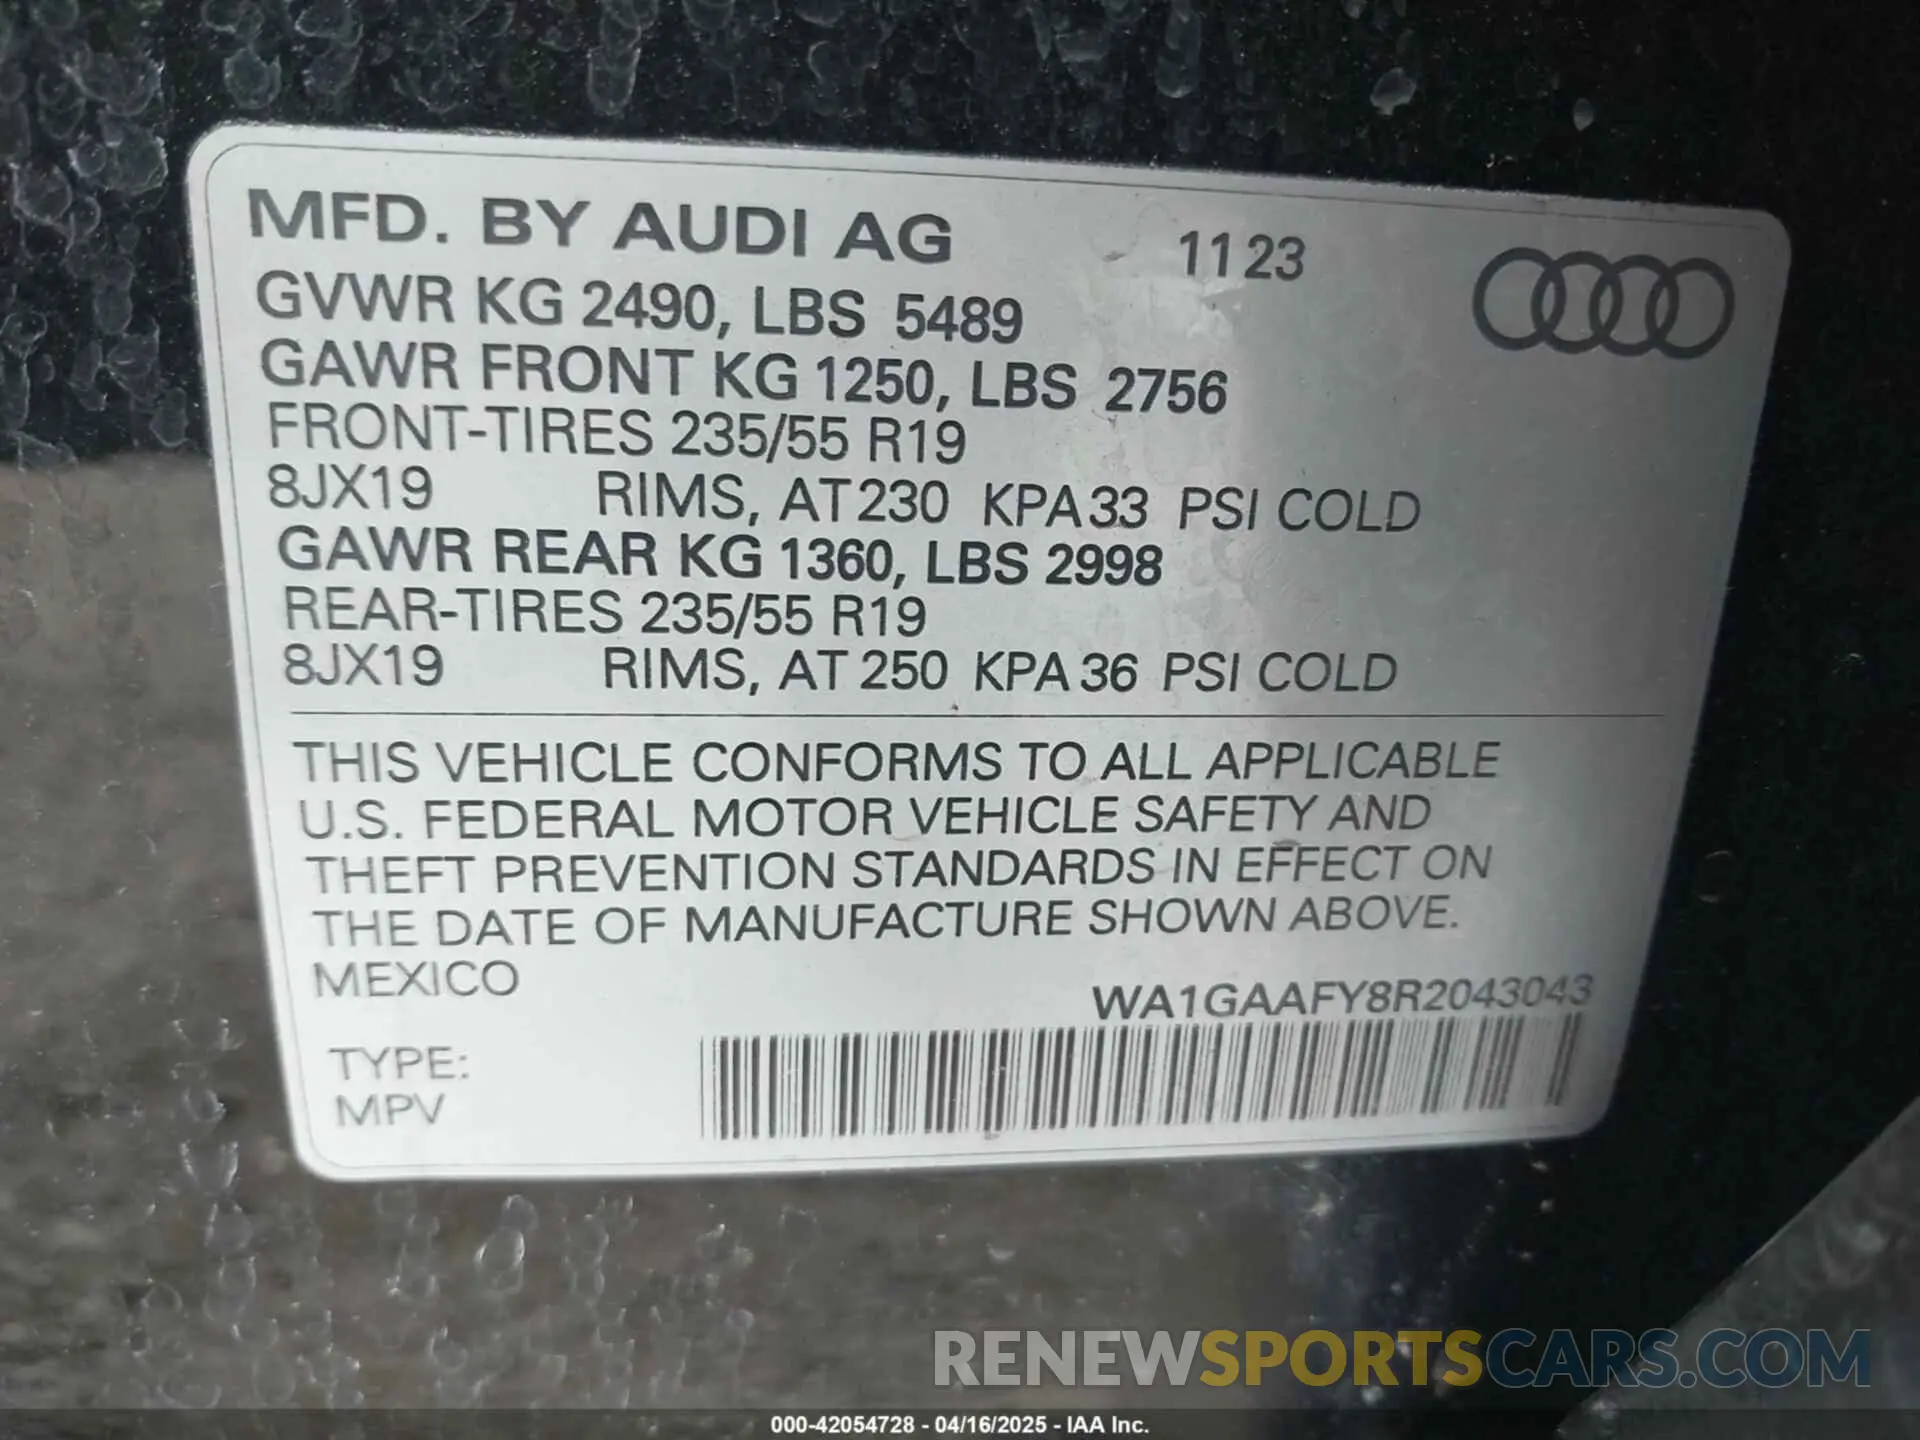 MFD. BY AUDI AG 11 23
GVWR KG 2490, LBS 5489
GAWR FRONT KG 1250, LBS 2756
FRONT-TIRES 235/55 R19
8JX19 RIMS, AT 230 KPA 33 PSI COLD
GAWR REAR KG 1360, LBS 2998
REAR-TIRES 235/55 R19
8JX19 RIMS, AT 250 KPA 36 PSI COLD
THIS VEHICLE CONFORMS TO ALL APPLICABLE
U.S. FEDERAL MOTOR VEHICLE SAFETY AND
THEFT PREVENTION STANDARDS IN EFFECT ON
THE DATE OF MANUFACTURE SHOWN ABOVE.
MEXICO
WA1GAAFY8R2043043
TYPE:
MPV
RENEWSPORTSCARS.COM
000-42054728 - 04/16/2025 - IAA Inc.